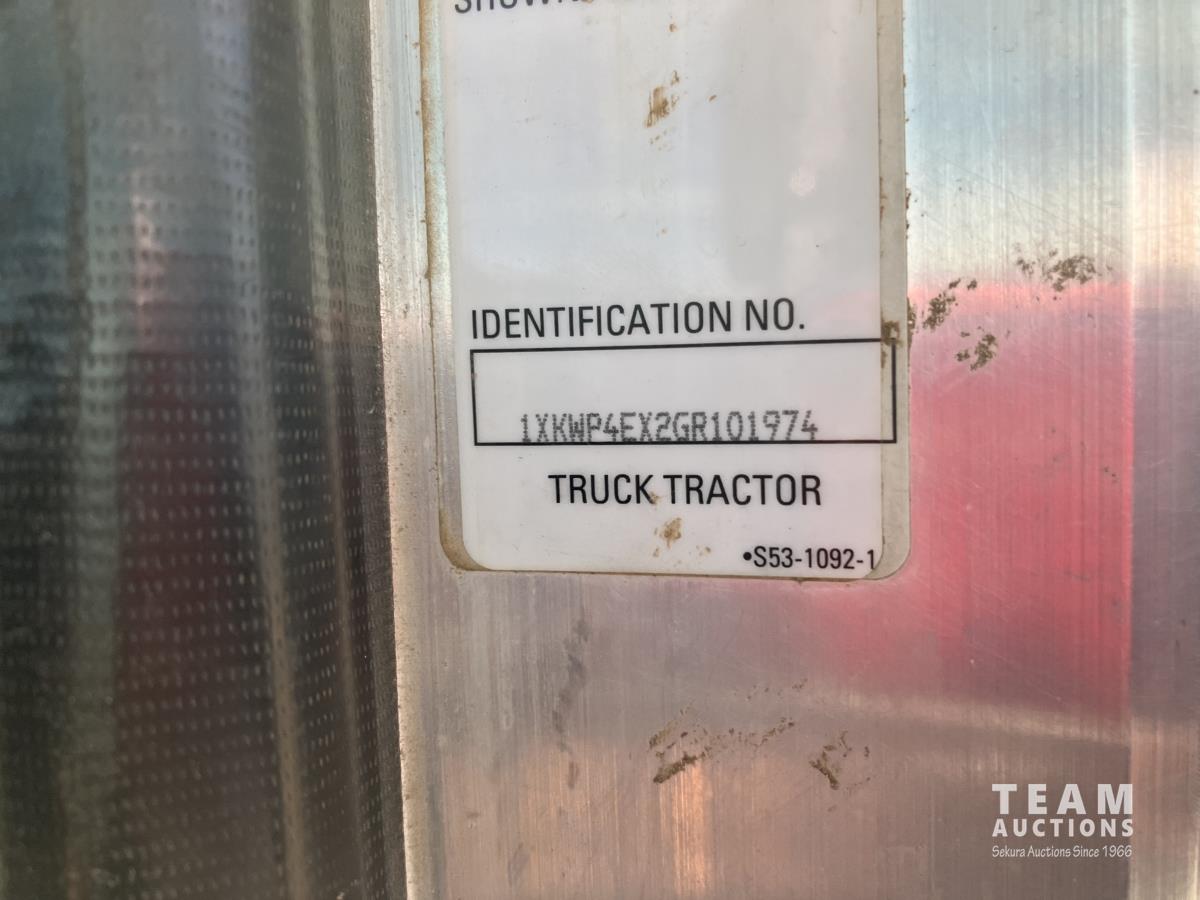 IDENTIFICATION NO.
1XKWP4EX2GR101974
TRUCK TRACTOR
•S53-1092-1
TEAM
AUCTIONS
Sekura Auctions Since 1966